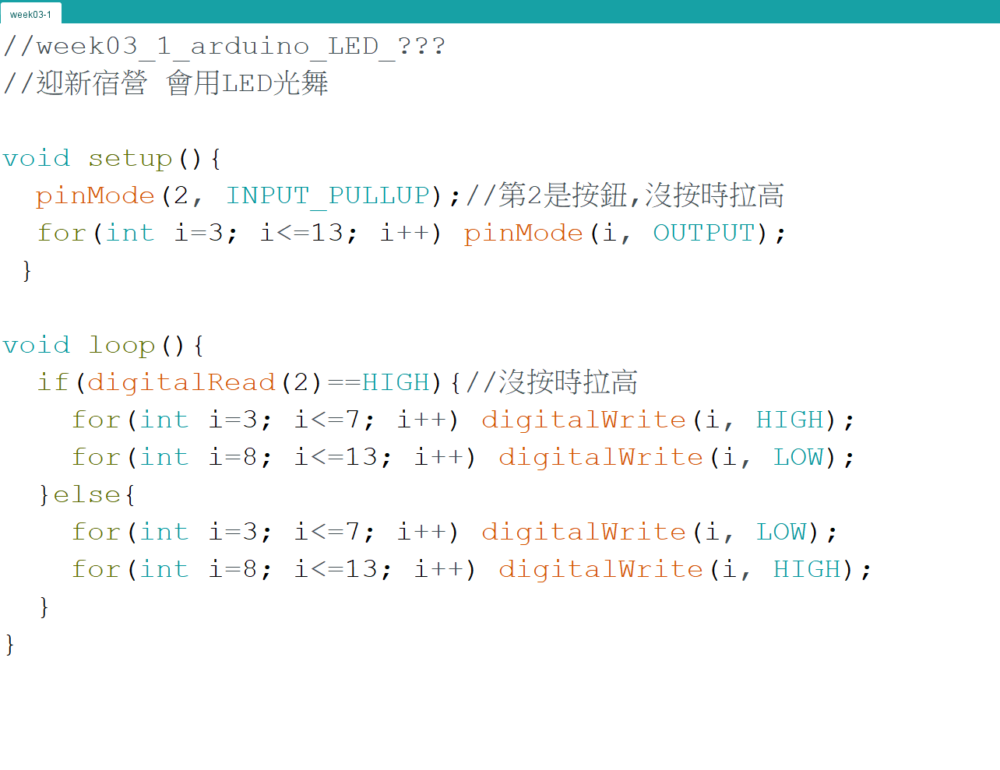 week03-1
//week03_1_arduino_LED_???
//迎新宿營 會用LED光舞
void setup(){
  pinMode(2, INPUT_PULLUP);//第2是按鈕,沒按時拉高
  for(int i=3; i<=13; i++) pinMode(i, OUTPUT);
 }
void loop(){
  if(digitalRead(2)==HIGH){//沒按時拉高
    for(int i=3; i<=7; i++) digitalWrite(i, HIGH);
    for(int i=8; i<=13; i++) digitalWrite(i, LOW);
  }else{
    for(int i=3; i<=7; i++) digitalWrite(i, LOW);
    for(int i=8; i<=13; i++) digitalWrite(i, HIGH);
  }
}